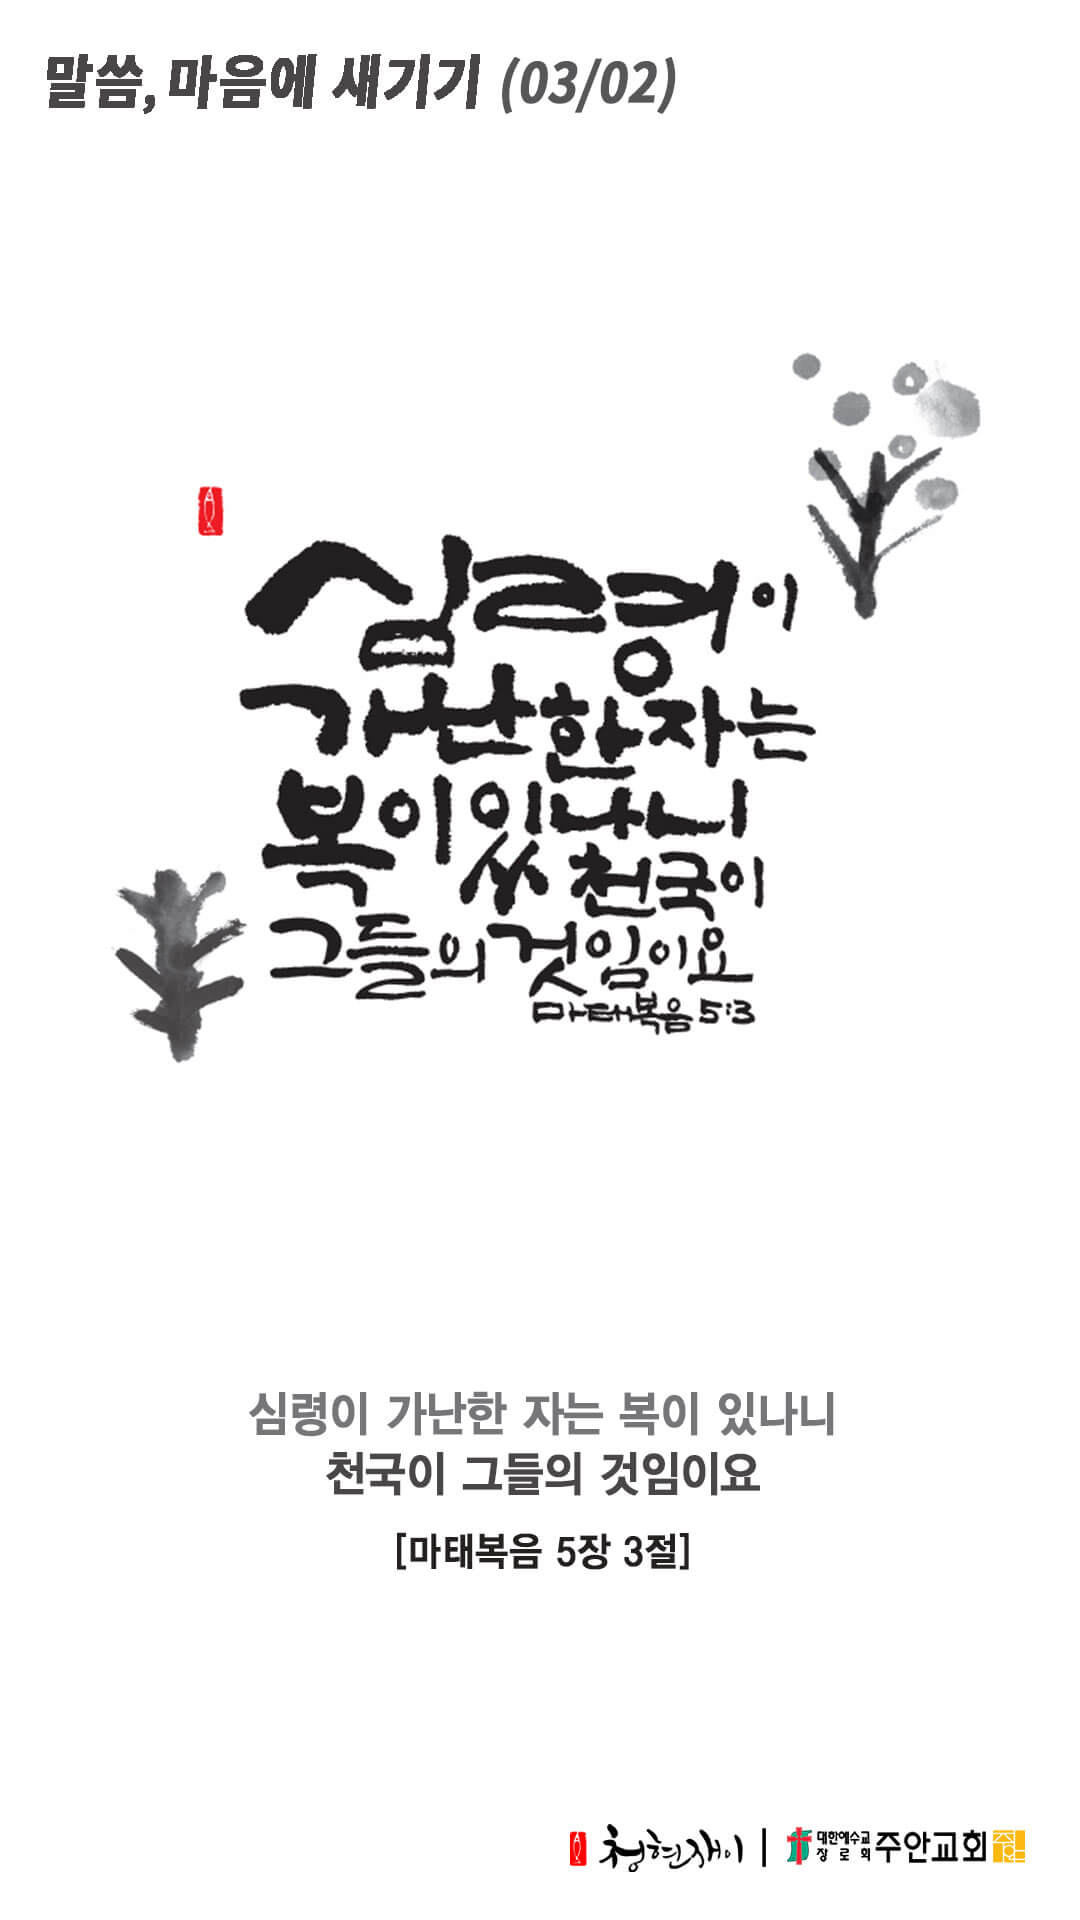 말씀, 마음에 새기기 (03/02)
심령이
가난한 자는
복이 있나니
천국이
그들의 것임이요
마태복음 5:3
심령이 가난한 자는 복이 있나니
천국이 그들의 것임이요
[마태복음 5장 3절]
청현재이 | 대한예수교 장로회 주안교회